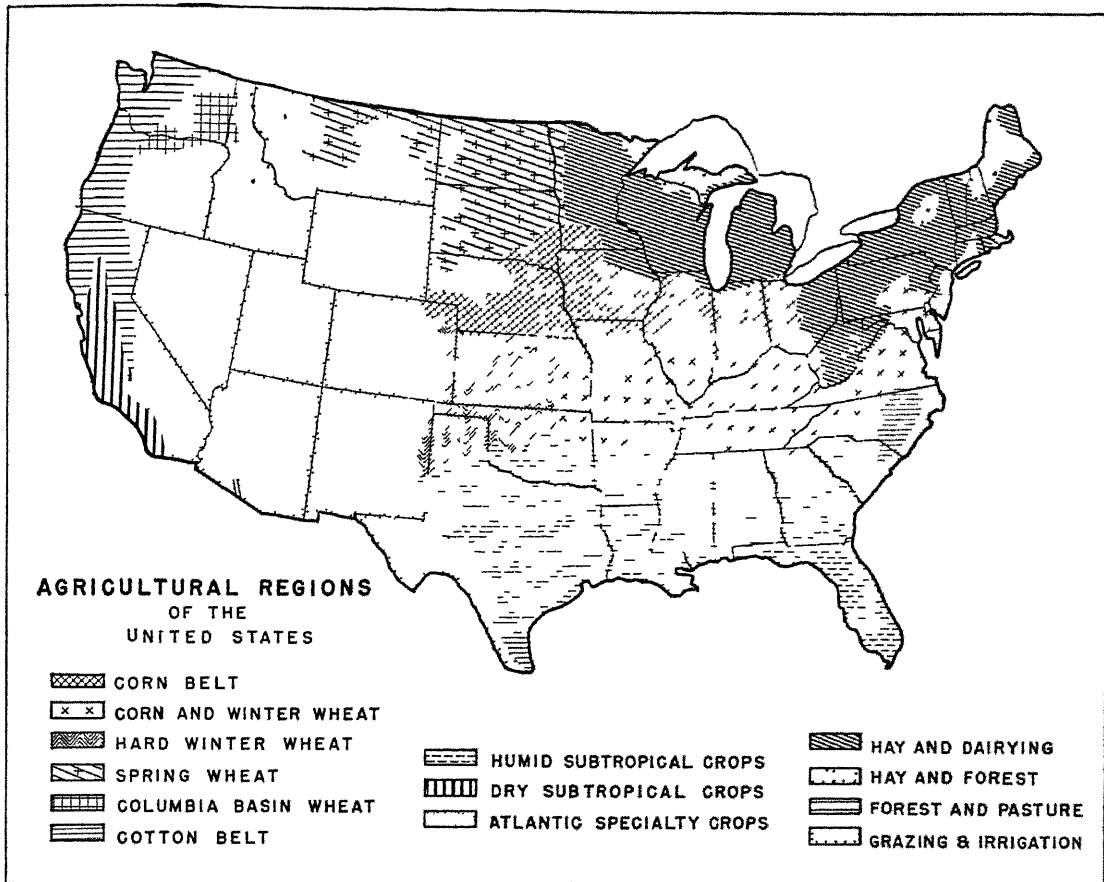 AGRICULTURAL REGIONS
OF THE
UNITED STATES
CORN BELT
CORN AND WINTER WHEAT
HARD WINTER WHEAT
SPRING WHEAT
COLUMBIA BASIN WHEAT
COTTON BELT
HUMID SUBTROPICAL CROPS
DRY SUBTROPICAL CROPS
ATLANTIC SPECIALTY CROPS
HAY AND DAIRYING
HAY AND FOREST
FOREST AND PASTURE
GRAZING & IRRIGATION